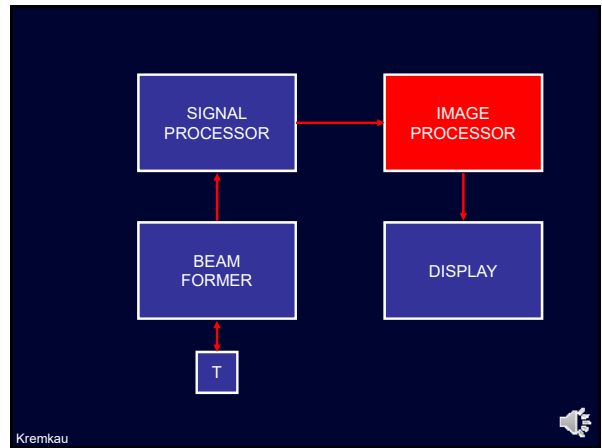 SIGNAL
PROCESSOR
IMAGE
PROCESSOR
BEAM
FORMER
DISPLAY
T
Kremkau